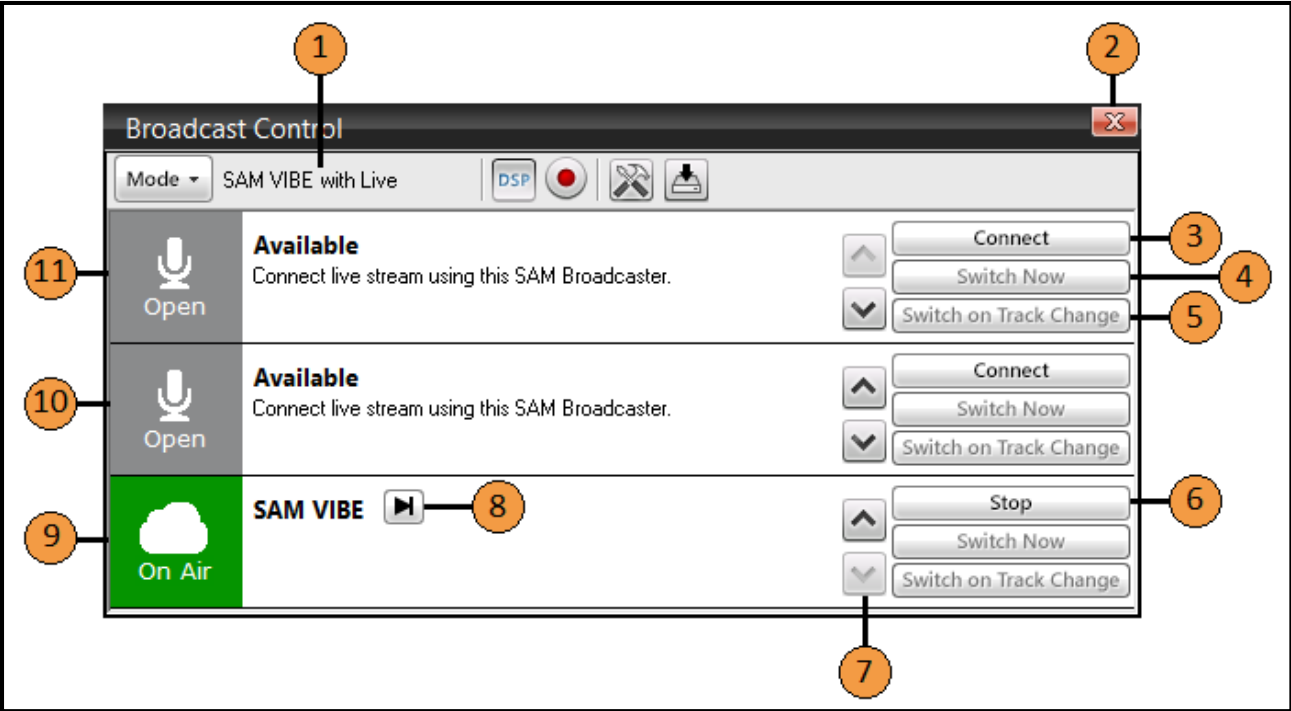 1
2
Broadcast Control
Mode SAM VIBE with Live DSP
Available
Connect live stream using this SAM Broadcaster.
Open
Connect
Switch Now
Switch on Track Change
3
4
5
11
Available
Connect live stream using this SAM Broadcaster.
Open
Connect
Switch Now
Switch on Track Change
10
SAM VIBE
8
On Air
Stop
Switch Now
Switch on Track Change
6
9
7